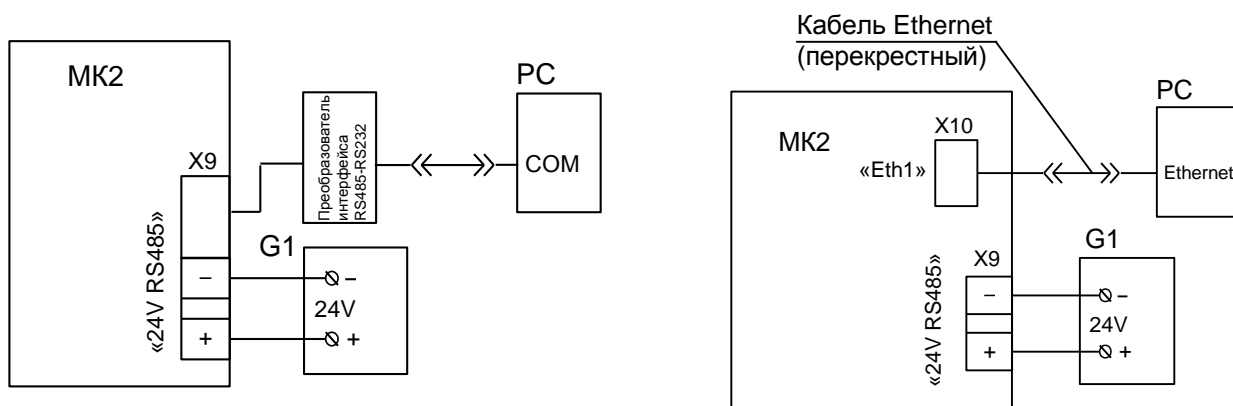 МК2
X9
«24V RS485»
−
+
Преобразователь
интерфейса
RS485-RS232
PC
COM
G1
−
24V
+
Кабель Ethernet
(перекрестный)
МК2
X10
«Eth1»
PC
Ethernet
X9
«24V RS485»
−
+
G1
−
24V
+